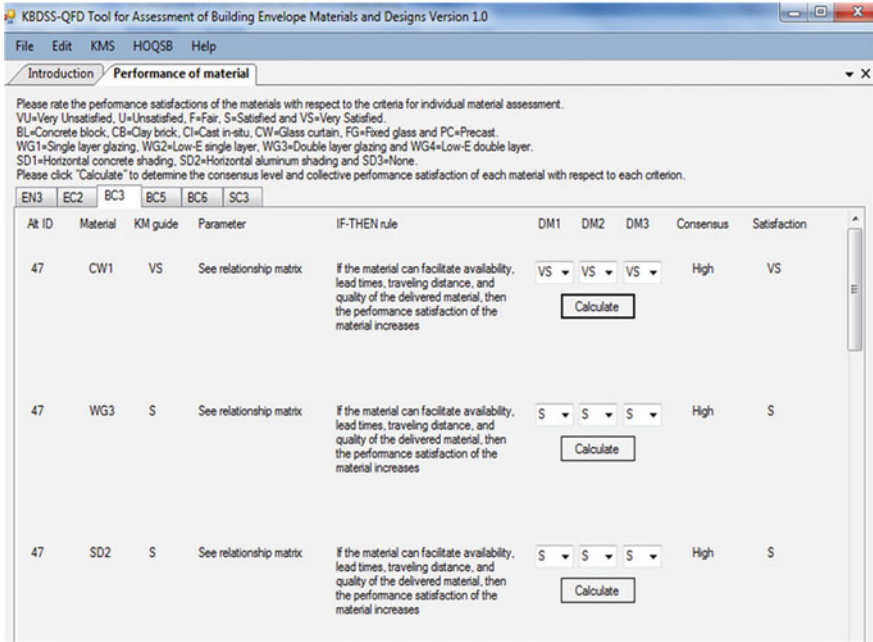 KBDSS-QFD Tool for Assessment of Building Envelope Materials and Designs Version 1.0
File Edit KMS HOQSB Help
Introduction Performance of material
Please rate the performance satisfactions of the materials with respect to the criteria for individual material assessment.
VU=Very Unsatisfied, U=Unsatisfied, F=Fair, S=Satisfied and VS=Very Satisfied.
BL=Concrete block, CB=Clay brick, CI=Cast in-situ, CW=Glass curtain, FG=Fixed glass and PC=Precast.
WG1=Single layer glazing, WG2=Low-E single layer, WG3=Double layer glazing and WG4=Low-E double layer.
SD1=Horizontal concrete shading, SD2=Horizontal aluminum shading and SD3=None.
Please click "Calculate" to determine the consensus level and collective performance satisfaction of each material with respect to each criterion.
EN3 EC2 BC3 BC5 BC6 SC3
Alt ID Material KM guide Parameter IF-THEN rule DM1 DM2 DM3 Consensus Satisfaction
47 CW1 VS See relationship matrix If the material can facilitate availability, VS VS VS High VS
lead times, traveling distance, and
quality of the delivered material, then
the performance satisfaction of the
material increases
Calculate
47 WG3 S See relationship matrix If the material can facilitate availability, S S S High S
lead times, traveling distance, and
quality of the delivered material, then
the performance satisfaction of the
material increases
Calculate
47 SD2 S See relationship matrix If the material can facilitate availability, S S S High S
lead times, traveling distance, and
quality of the delivered material, then
the performance satisfaction of the
material increases
Calculate